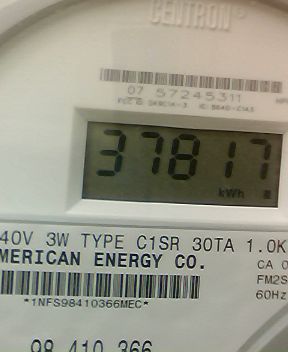 CENTRON®
07 57245311
37817
kWh
40V 3W TYPE C1SR 30TA 1.0K
MERICAN ENERGY CO.
CA 0
FM2S
60Hz
*1NFS98410366MEC*
98 410 366